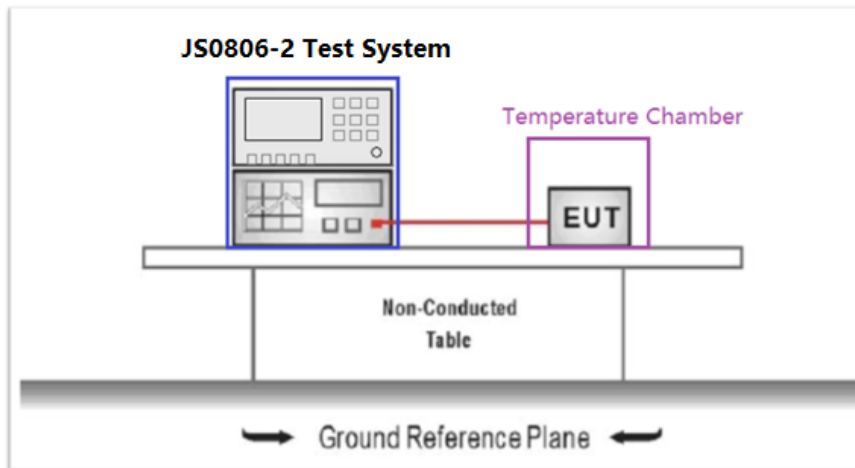 JS0806-2 Test System
Temperature Chamber
EUT
Non-Conducted
Table
Ground Reference Plane